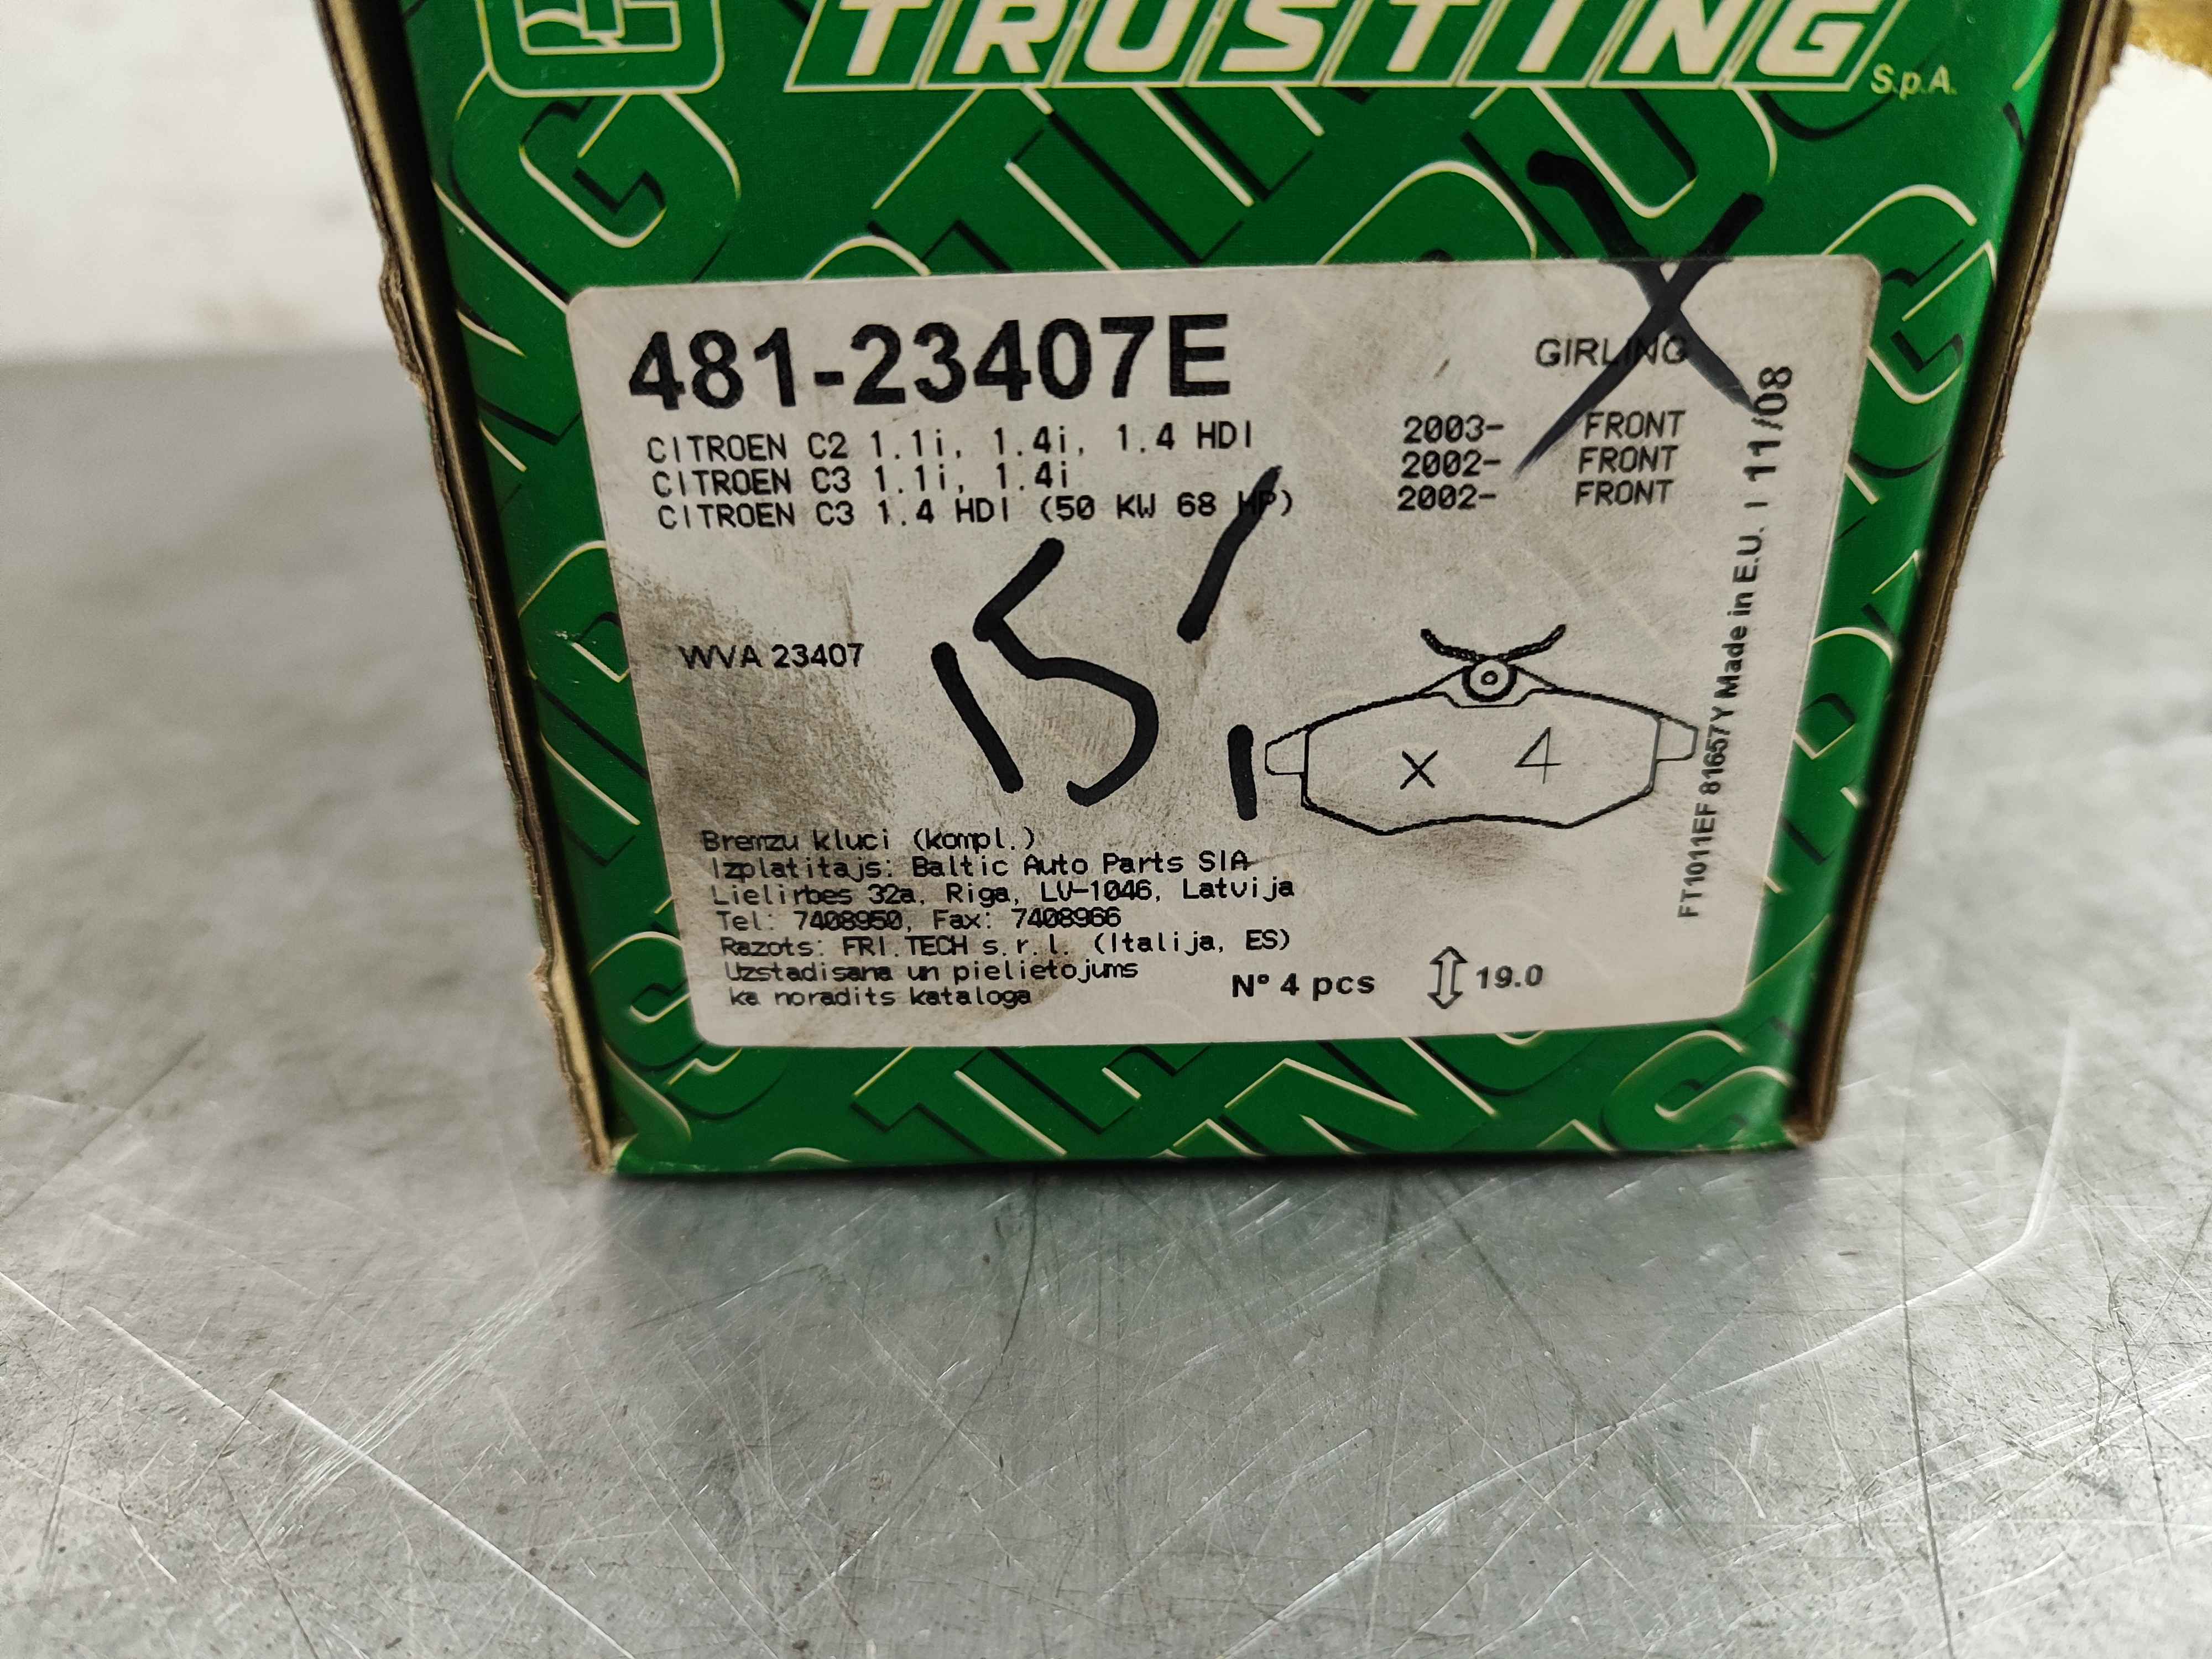 TRUSTING
S.p.A.
481-23407E
GIRLING
CITROEN C2 1.1i, 1.4i, 1.4 HDI 2003- FRONT
CITROEN C3 1.1i, 1.4i 2002- FRONT
CITROEN C3 1.4 HDI (50 KW 68 HP) 2002- FRONT
WVA 23407
15
x 4
Bremzu kluci (kompl.)
Izplatitajs: Baltic Auto Parts SIA
Lielirbes 32a, Riga, LV-1046, Latvija
Tel: 7408950, Fax: 7408966
Razots: FRI.TECH s.r.l. (Italija, ES)
Uzstadisana un pielietojums
ka noradits kataloga
N° 4 pcs
19.0
FT1011EF 81657Y Made in E.U. I 11/08